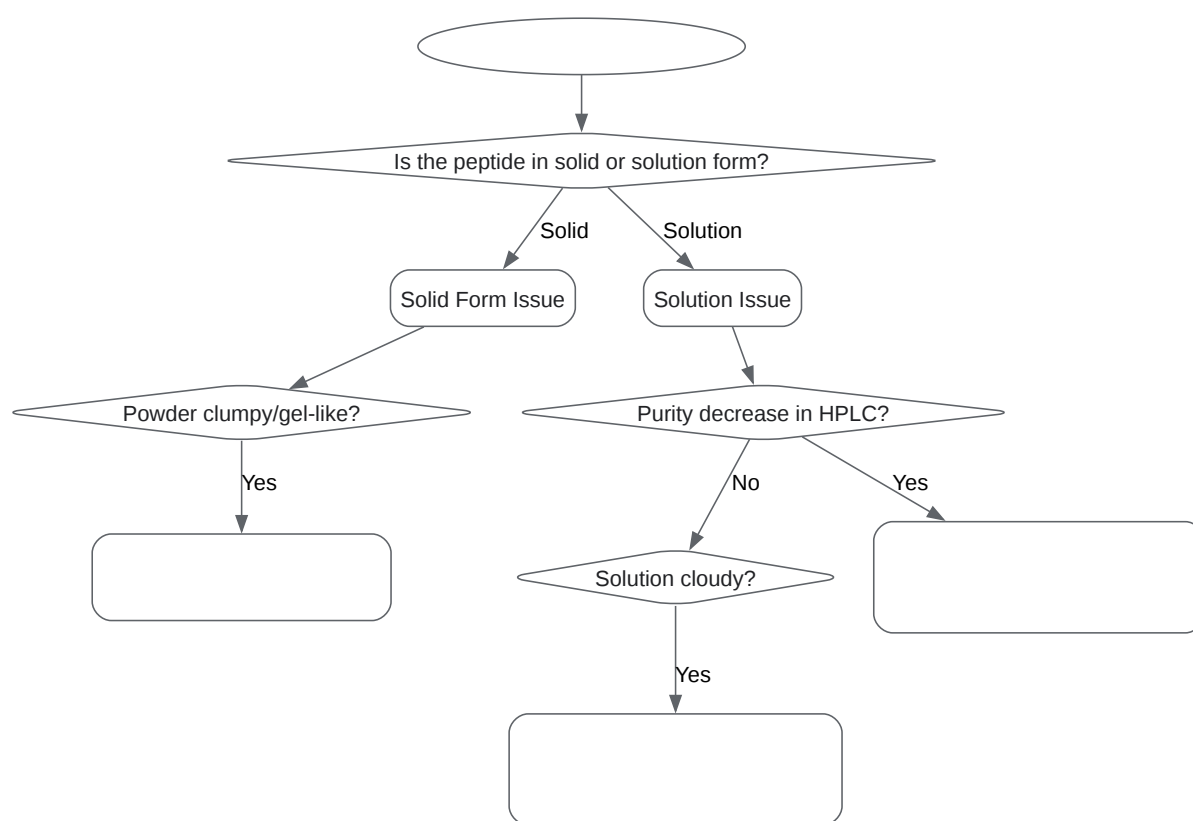 Is the peptide in solid or solution form?
Solid
Solution
Solid Form Issue
Solution Issue
Powder clumpy/gel-like?
Purity decrease in HPLC?
Yes
No
Yes
Solution cloudy?
Yes